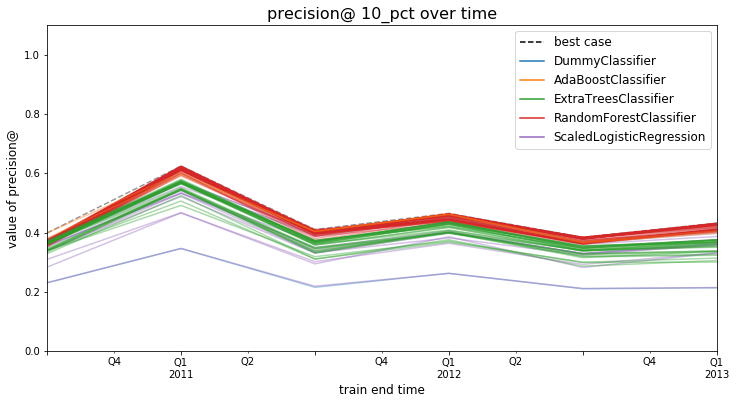 precision@ 10_pct over time
value of precision@
1.0
0.8
0.6
0.4
0.2
0.0
best case
DummyClassifier
AdaBoostClassifier
ExtraTreesClassifier
RandomForestClassifier
ScaledLogisticRegression
Q4
Q1
2011
Q2
Q4
Q1
2012
Q2
Q4
Q1
2013
train end time